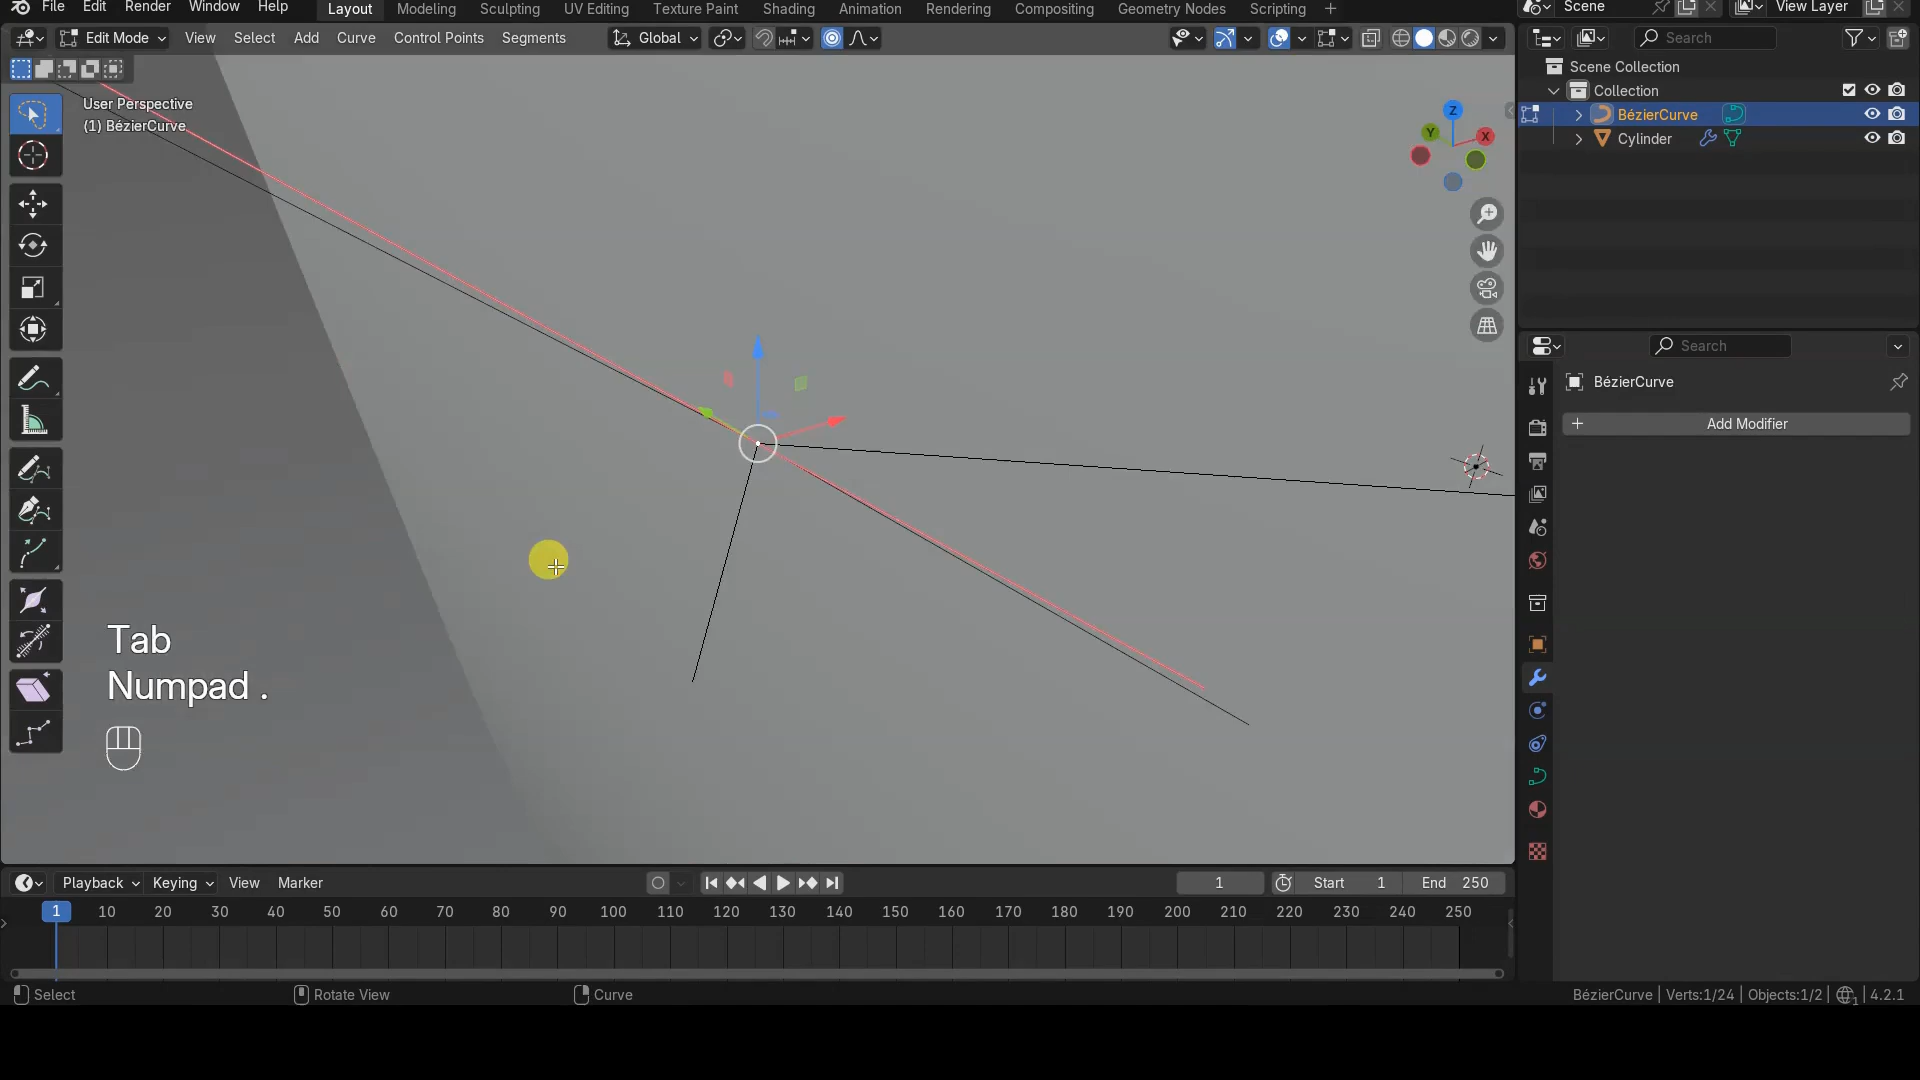 File Edit Render Window Help Layout Modeling Sculpting UV Editing Texture Paint Shading Animation Rendering Compositing Geometry Nodes Scripting + Scene View Layer
Edit Mode View Select Add Curve Control Points Segments Global Search
User Perspective
(1) BézierCurve
Z
Y
X
Scene Collection
Collection
BézierCurve
Cylinder
Search
BézierCurve
+ Add Modifier
Tab
Numpad .
Playback Keying View Marker 1 Start 1 End 250
1 10 20 30 40 50 60 70 80 90 100 110 120 130 140 150 160 170 180 190 200 210 220 230 240 250
Select Rotate View Curve BézierCurve | Verts:1/24 | Objects:1/2 | 1 | 4.2.1